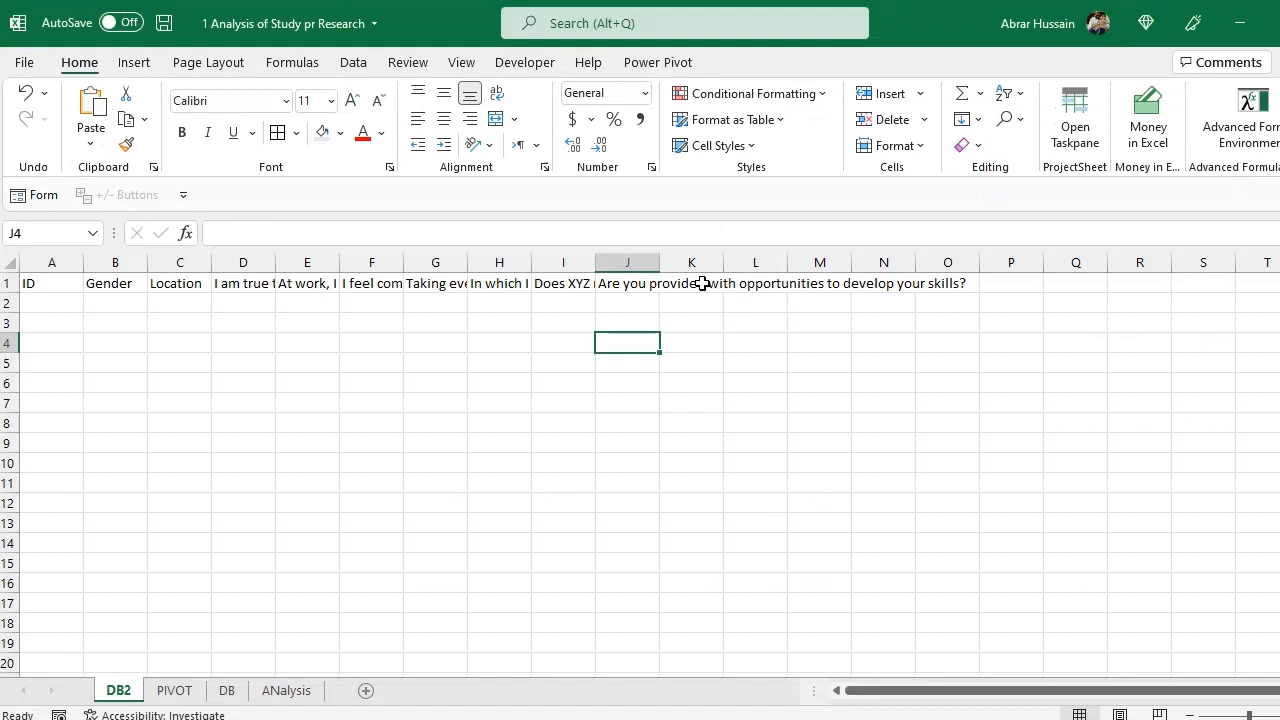 AutoSave Off 1 Analysis of Study pr Research Search (Alt+Q) Abrar Hussain
File Home Insert Page Layout Formulas Data Review View Developer Help Power Pivot Comments
Calibri 11 General Conditional Formatting Insert
Paste $ % Format as Table Delete Open Taskpane Money in Excel Advanced
B I U A Cell Styles Format
Undo Clipboard Font Alignment Number Styles Cells Editing ProjectSheet Money in E... Advanced Formula
Form +/- Buttons
J4 fx
A B C D E F G H I J K L M N O P Q R S T
1 ID Gender Location I am true At work, I I feel com Taking eve In which I Does XYZ Are you provided with opportunities to develop your skills?
2
3
4
5
6
7
8
9
10
11
12
13
14
15
16
17
18
19
20
DB2 PIVOT DB ANalysis
Ready Accessibility: Investigate